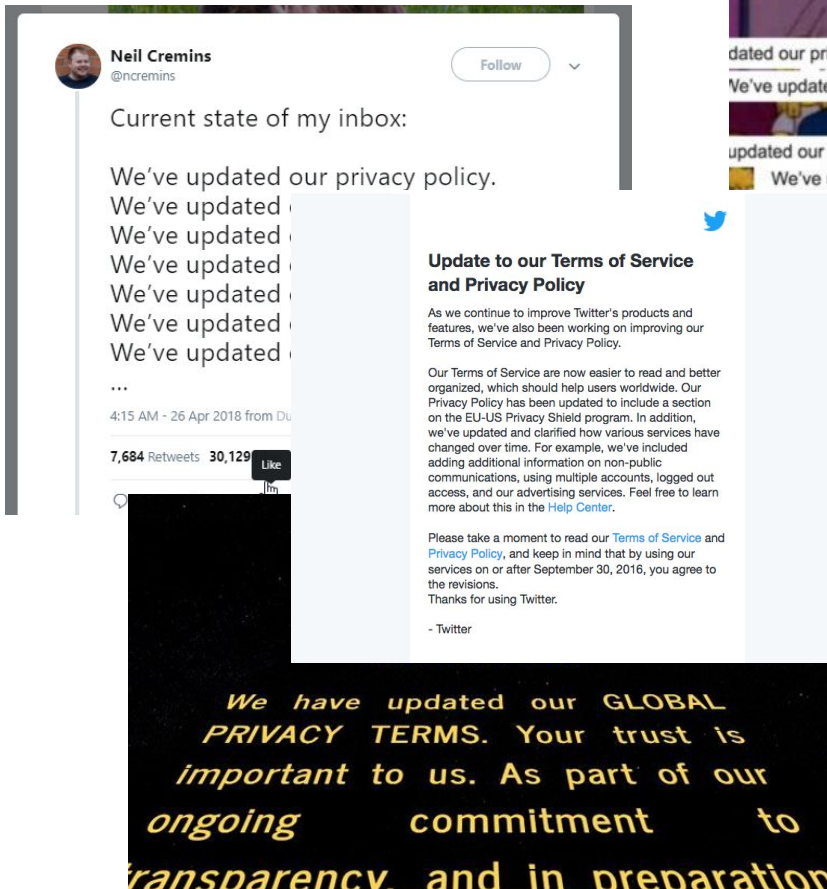 Neil Cremins
@ncremins
Follow
Current state of my inbox:
We've updated our privacy policy.
We've updated
We've updated
We've updated
We've updated
We've updated
We've updated
...
4:15 AM - 26 Apr 2018 from
7,684 Retweets 30,129
Like
dated our
We've
updated our
We've
Update to our Terms of Service
and Privacy Policy
As we continue to improve Twitter's products and
features, we've also been working on improving our
Terms of Service and Privacy Policy.
Our Terms of Service are now easier to read and better
organized, which should help users worldwide. Our
Privacy Policy has been updated to include a section
on the EU-US Privacy Shield program. In addition,
we've updated and clarified how various services have
changed over time. For example, we've included
adding additional information on non-public
communications, using multiple accounts, logged out
access, and our advertising services. Feel free to learn
more about this in the Help Center.
Please take a moment to read our Terms of Service and
Privacy Policy, and keep in mind that by using our
services on or after September 30, 2016, you agree to
the revisions.
Thanks for using Twitter.
- Twitter
We have updated our GLOBAL
PRIVACY TERMS. Your trust is
important to us. As part of our
ongoing commitment to
transparency, and in preparation